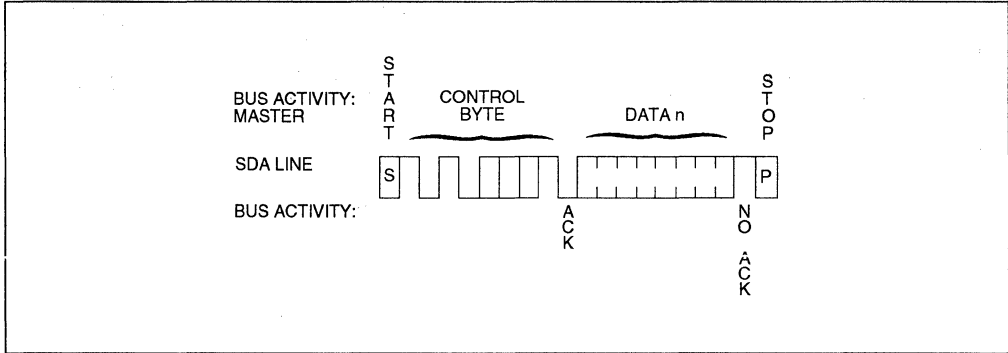 START
STOP
BUS ACTIVITY:
MASTER
CONTROL
BYTE
DATA n
SDA LINE
S
P
BUS ACTIVITY:
ACK
NO ACK